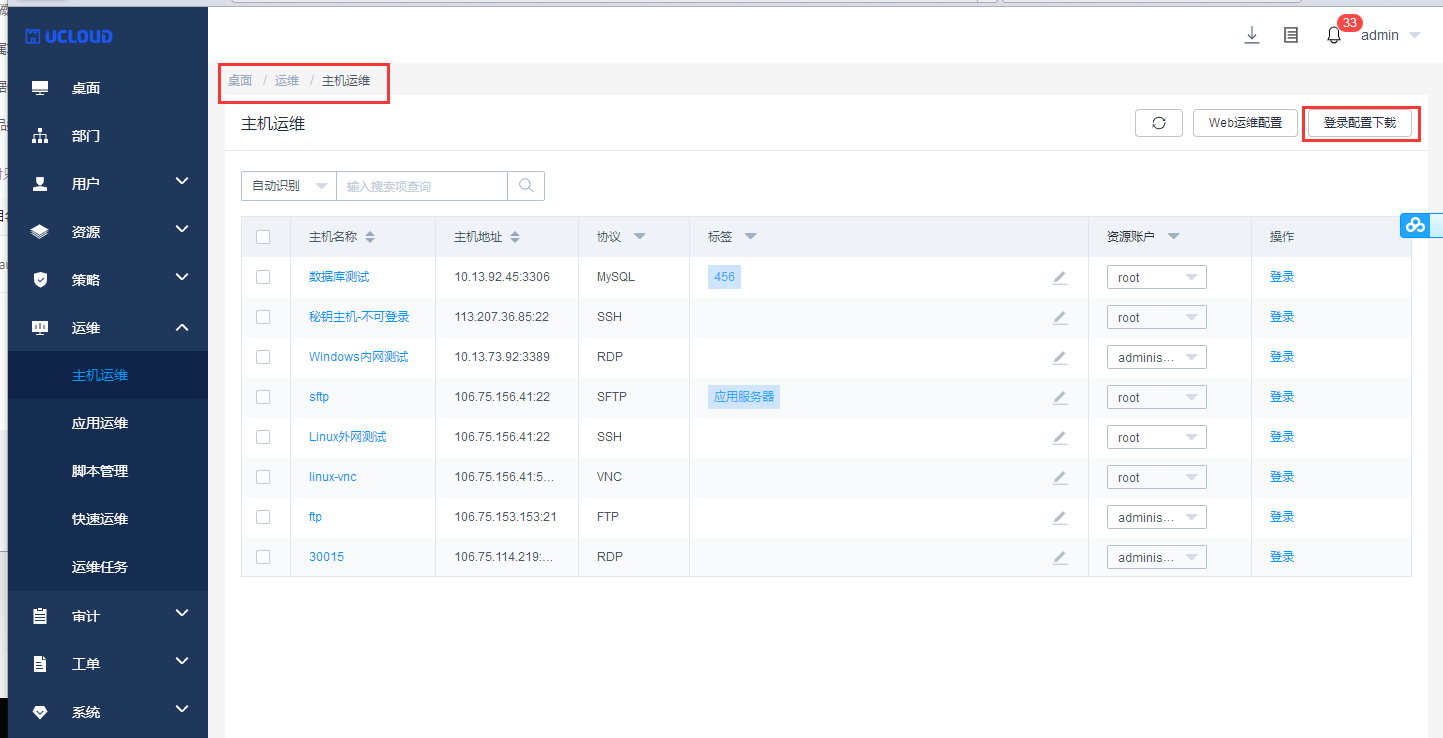 UCLOUD
33
admin
桌面
部门
用户
资源
策略
运维
主机运维
应用运维
脚本管理
快速运维
运维任务
审计
工单
系统
桌面 / 运维 / 主机运维
主机运维
Web运维配置
登录配置下载
自动识别 输入搜索项查询
主机名称 主机地址 协议 标签 资源账户 操作
数据库测试 10.13.92.45:3306 MySQL 456 root 登录
秘钥主机-不可登录 113.207.36.85:22 SSH root 登录
Windows内网测试 10.13.73.92:3389 RDP adminis... 登录
sftp 106.75.156.41:22 SFTP 应用服务器 root 登录
Linux外网测试 106.75.156.41:22 SSH root 登录
linux-vnc 106.75.156.41:5... VNC root 登录
ftp 106.75.153.153:21 FTP adminis... 登录
30015 106.75.114.219:... RDP adminis... 登录